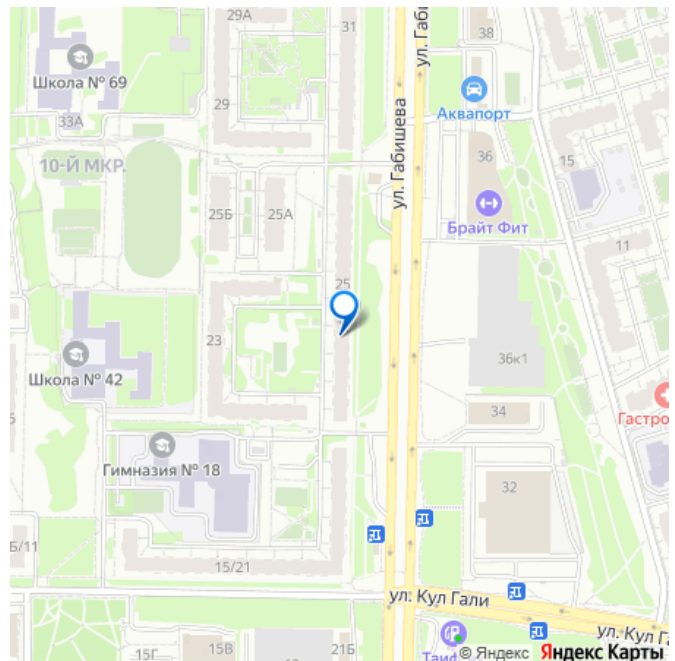 29А
31
38
ул. Габи
Школа № 69
Аквапорт
33А
29
ул. Габишева
36
15
10-Й МКР.
25Б
25А
Брайт Фит
11
25
23
36к1
Школа № 42
34
Гастро
Гимназия № 18
32
Б/11
15/21
ул. Кул Гали
ул. Кул Г
15Г
15В
21Б
Таиф
© Яндекс Яндекс Карты